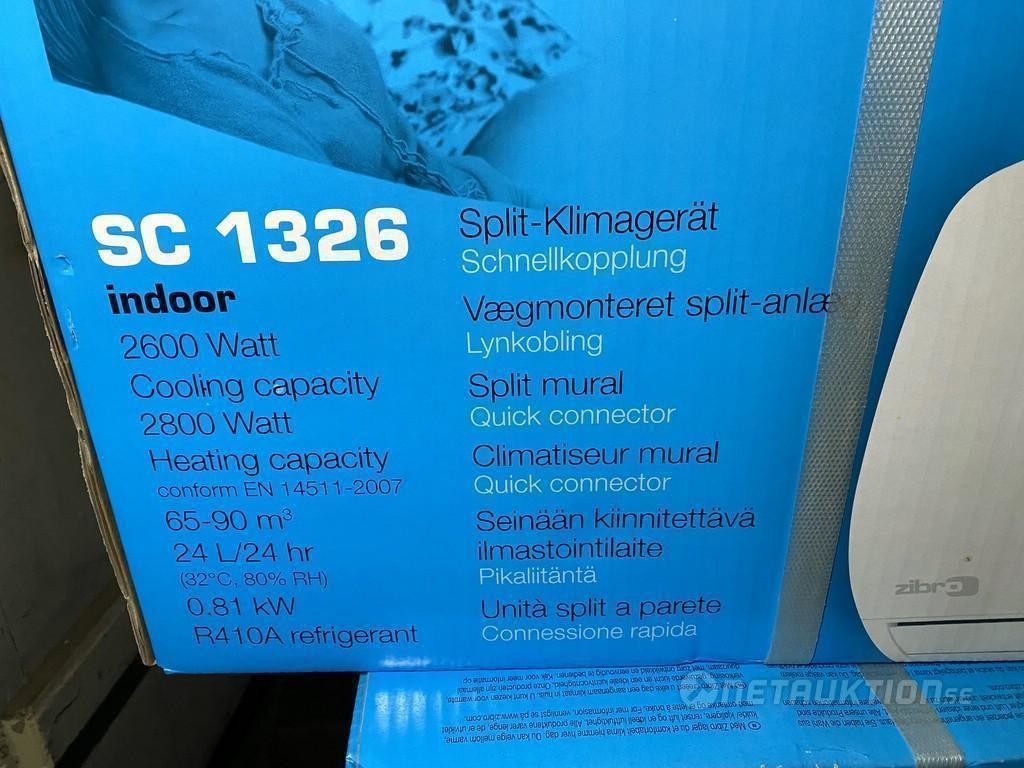 SC 1326
indoor
2600 Watt
Cooling capacity
2800 Watt
Heating capacity
conform EN 14511-2007
65-90 m³
24 L/24 hr
(32°C, 80% RH)
0.81 kW
R410A refrigerant
Split-Klimagerät
Schnellkopplung
Vægmonteret split-anlæg
Lynkobling
Split mural
Quick connector
Climatiseur mural
Quick connector
Seinään kiinnitettävä
ilmastointilaite
Pikaliitäntä
Unità split a parete
Connessione rapida
zibro
NETAUKTION.SE